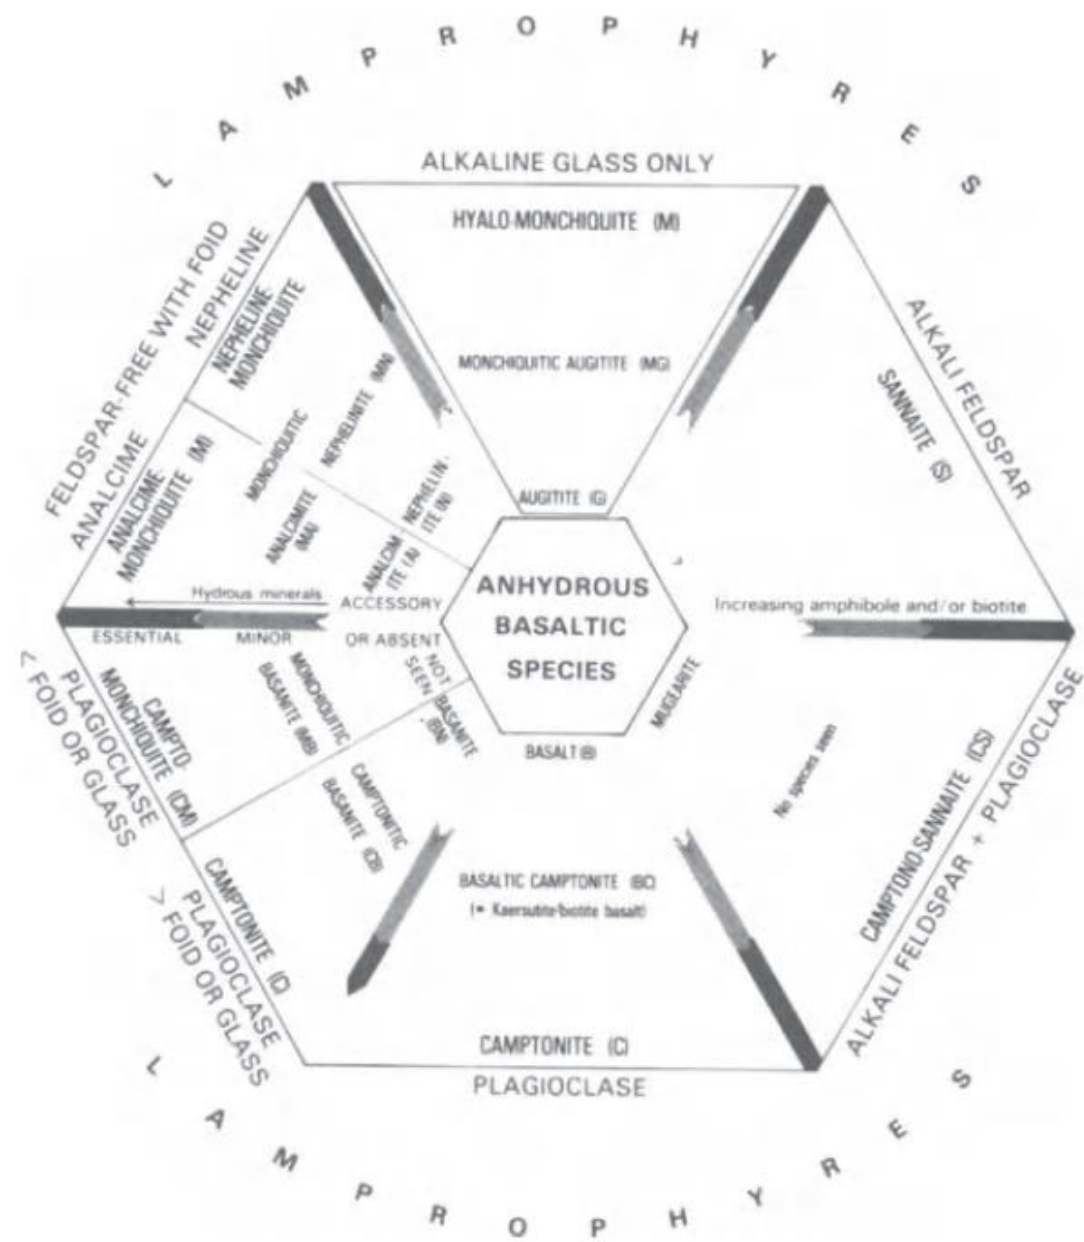 L A M P R O P H Y R E S
ALKALINE GLASS ONLY
HYALO-MONCHIQUITE (M)
MONCHIQUITIC AUGITITE (MG)
AUGITITE (G)
FELDSPAR-FREE WITH FOID
NEPHELINE
NEPHELINE-
MONCHIQUITE
MONCHIQUITIC
NEPHELINITE (MN)
NEPHELIN-
ITE (N)
ANALCIME
ANALCIME-
MONCHIQUITE (M)
ANALCIMITE
(MA)
ANALCIM
ITE (A)
ALKALI FELDSPAR
SANNAITE (S)
?
ANHYDROUS
BASALTIC
SPECIES
Hydrous minerals
ACCESSORY
ESSENTIAL
MINOR
OR ABSENT
Increasing amphibole and/or biotite
NOT
SEEN
BASANITE
(BN)
MONCHIQUITIC
BASANITE (MB)
CAMPTO-
MONCHIQUITE (CM)
PLAGIOCLASE
> FOID OR GLASS
CAMPTONITIC
BASANITE (CB)
CAMPTONITE (C)
PLAGIOCLASE
> FOID OR GLASS
BASALT (B)
MUGEARITE
No species seen
CAMPTONO-SANNAITE (CS)
ALKALI FELDSPAR + PLAGIOCLASE
BASALTIC CAMPTONITE (BC)
(= Kaersutite/biotite basalt)
CAMPTONITE (C)
PLAGIOCLASE
L A M P R O P H Y R E S